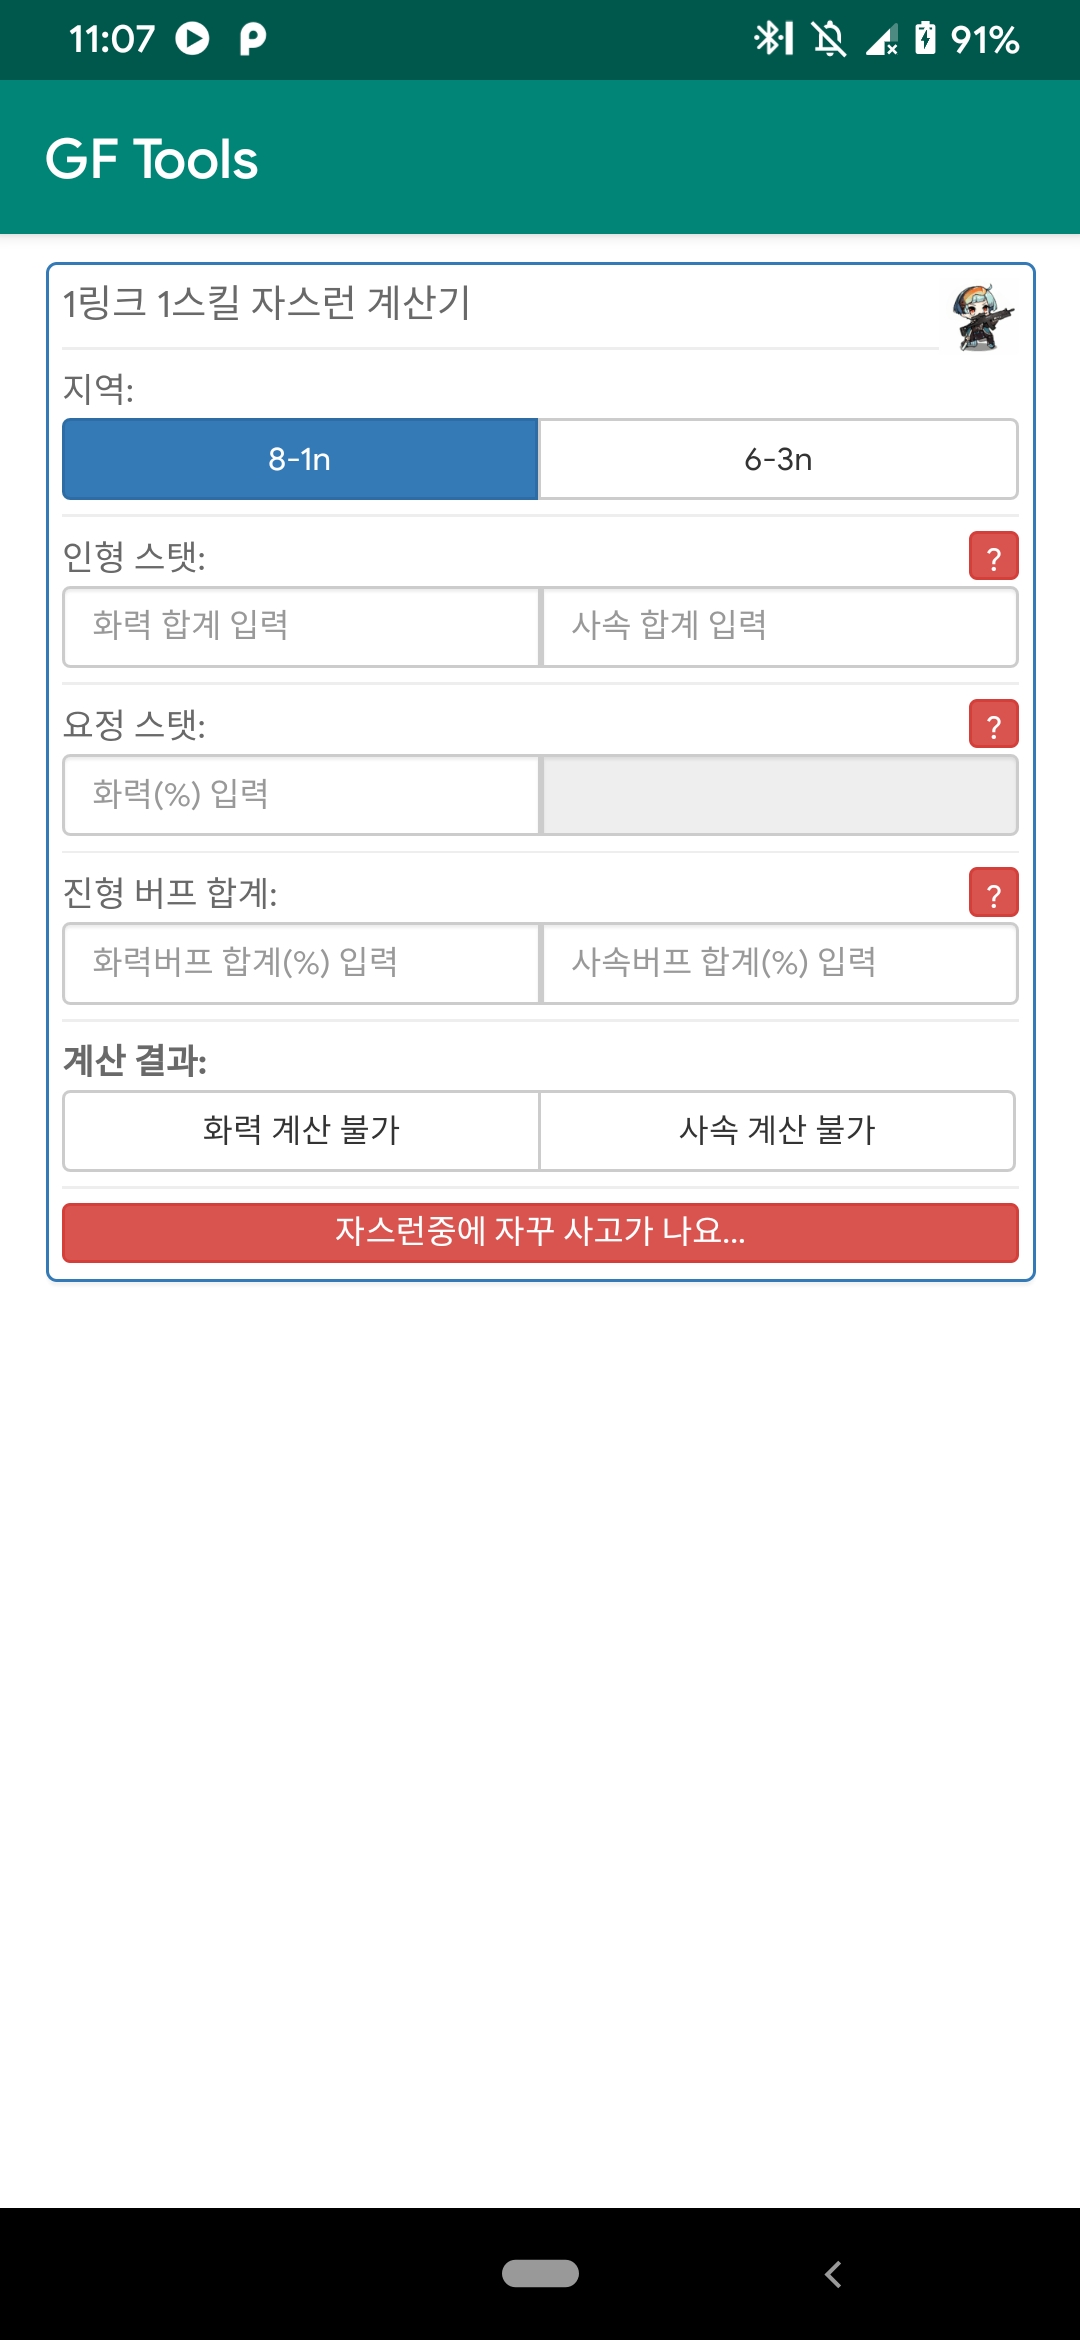 11:07
91%
GF Tools
1링크 1스킬 자스런 계산기
지역:
8-1n
6-3n
인형 스탯:
?
화력 합계 입력
사속 합계 입력
요정 스탯:
?
화력(%) 입력
진형 버프 합계:
?
화력버프 합계(%) 입력
사속버프 합계(%) 입력
계산 결과:
화력 계산 불가
사속 계산 불가
자스런중에 자꾸 사고가 나요...